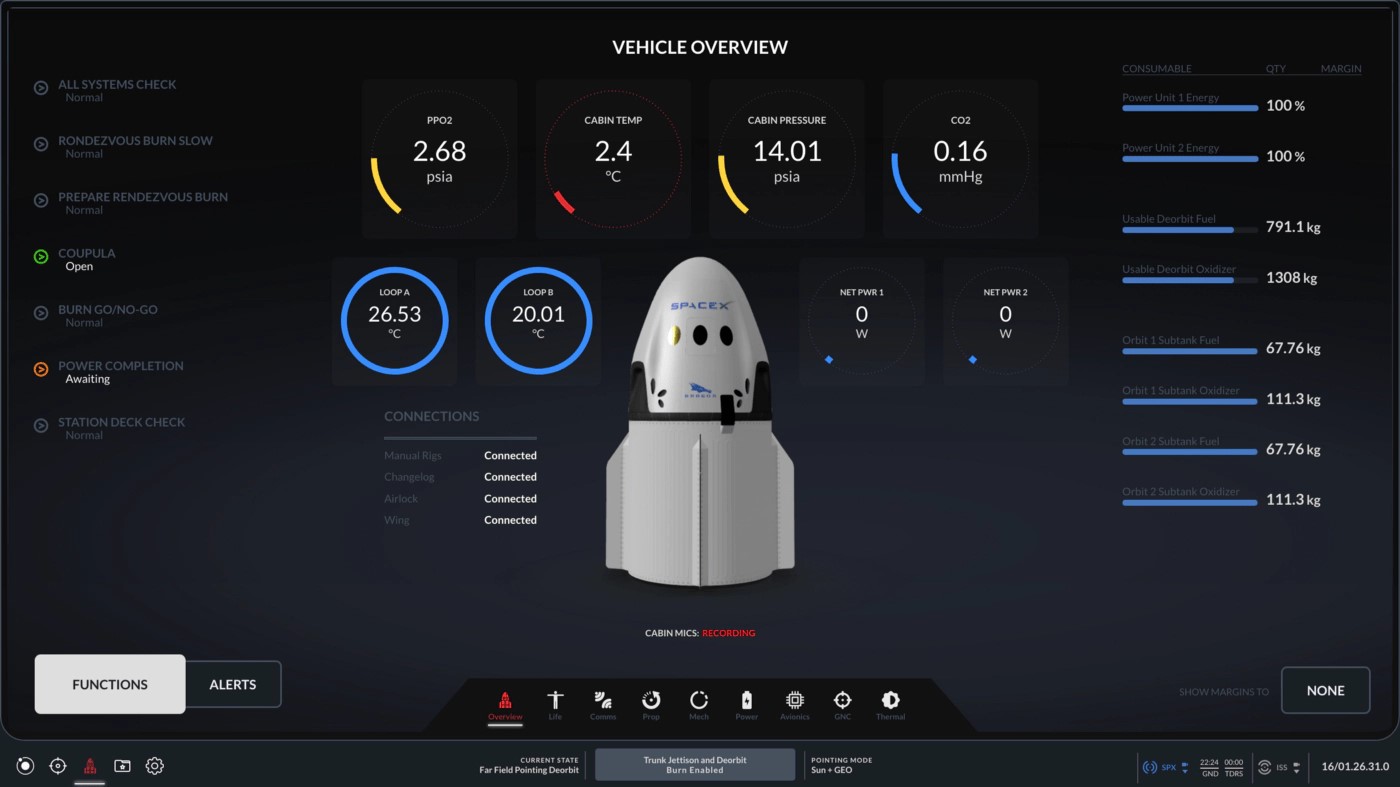 VEHICLE OVERVIEW
ALL SYSTEMS CHECK
Normal
RONDEZVOUS BURN SLOW
Normal
PREPARE RENDEZVOUS BURN
Normal
COUPULA
Open
BURN GO/NO-GO
Normal
POWER COMPLETION
Awaiting
STATION DECK CHECK
Normal
PPO2
2.68
psia
CABIN TEMP
2.4
°C
CABIN PRESSURE
14.01
psia
CO2
0.16
mmHg
LOOP A
26.53
°C
LOOP B
20.01
°C
SPACEX
NET PWR 1
0
W
NET PWR 2
0
W
CONNECTIONS
Manual Rigs Connected
Changelog Connected
Airlock Connected
Wing Connected
CABIN MICS: RECORDING
CONSUMABLE QTY MARGIN
Power Unit 1 Energy 100 %
Power Unit 2 Energy 100 %
Usable Deorbit Fuel 791.1 kg
Usable Deorbit Oxidizer 1308 kg
Orbit 1 Subtank Fuel 67.76 kg
Orbit 1 Subtank Oxidizer 111.3 kg
Orbit 2 Subtank Fuel 67.76 kg
Orbit 2 Subtank Oxidizer 111.3 kg
FUNCTIONS ALERTS
Overview Life Comms Prop Mech Power Avionics GNC Thermal
SHOW MARGINS TO NONE
CURRENT STATE
Far Field Pointing Deorbit
Trunk Jettison and Deorbit
Burn Enabled
POINTING MODE
Sun + GEO
SPX
22:24 00:00
GND TDRS
ISS
16/01.26.31.0